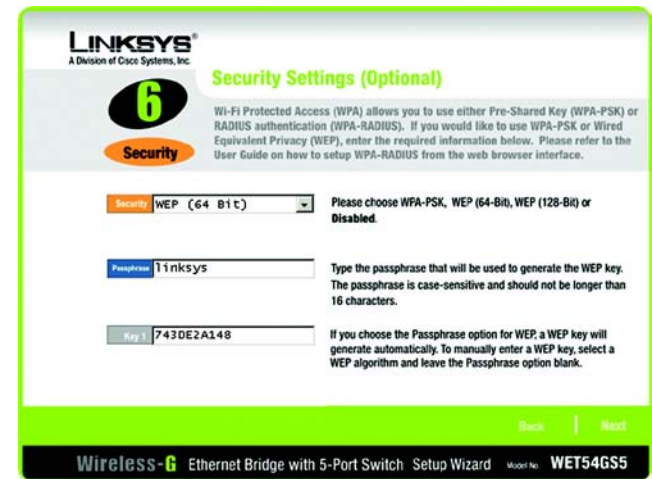 LINKSYS®
A Division of Cisco Systems, Inc.
Security Settings (Optional)
6
Security
Wi-Fi Protected Access (WPA) allows you to use either Pre-Shared Key (WPA-PSK) or
RADIUS authentication (WPA-RADIUS). If you would like to use WPA-PSK or Wired
Equivalent Privacy (WEP), enter the required information below. Please refer to the
User Guide on how to setup WPA-RADIUS from the web browser interface.
Security WEP (64 Bit)
Please choose WPA-PSK, WEP (64-Bit), WEP (128-Bit) or
Disabled.
Passphrase linksys
Type the passphrase that will be used to generate the WEP key.
The passphrase is case-sensitive and should not be longer than
16 characters.
Key 1 743DE2A148
If you choose the Passphrase option for WEP, a WEP key will
generate automatically. To manually enter a WEP key, select a
WEP algorithm and leave the Passphrase option blank.
Back | Next
Wireless-G Ethernet Bridge with 5-Port Switch Setup Wizard Model No. WET54GS5